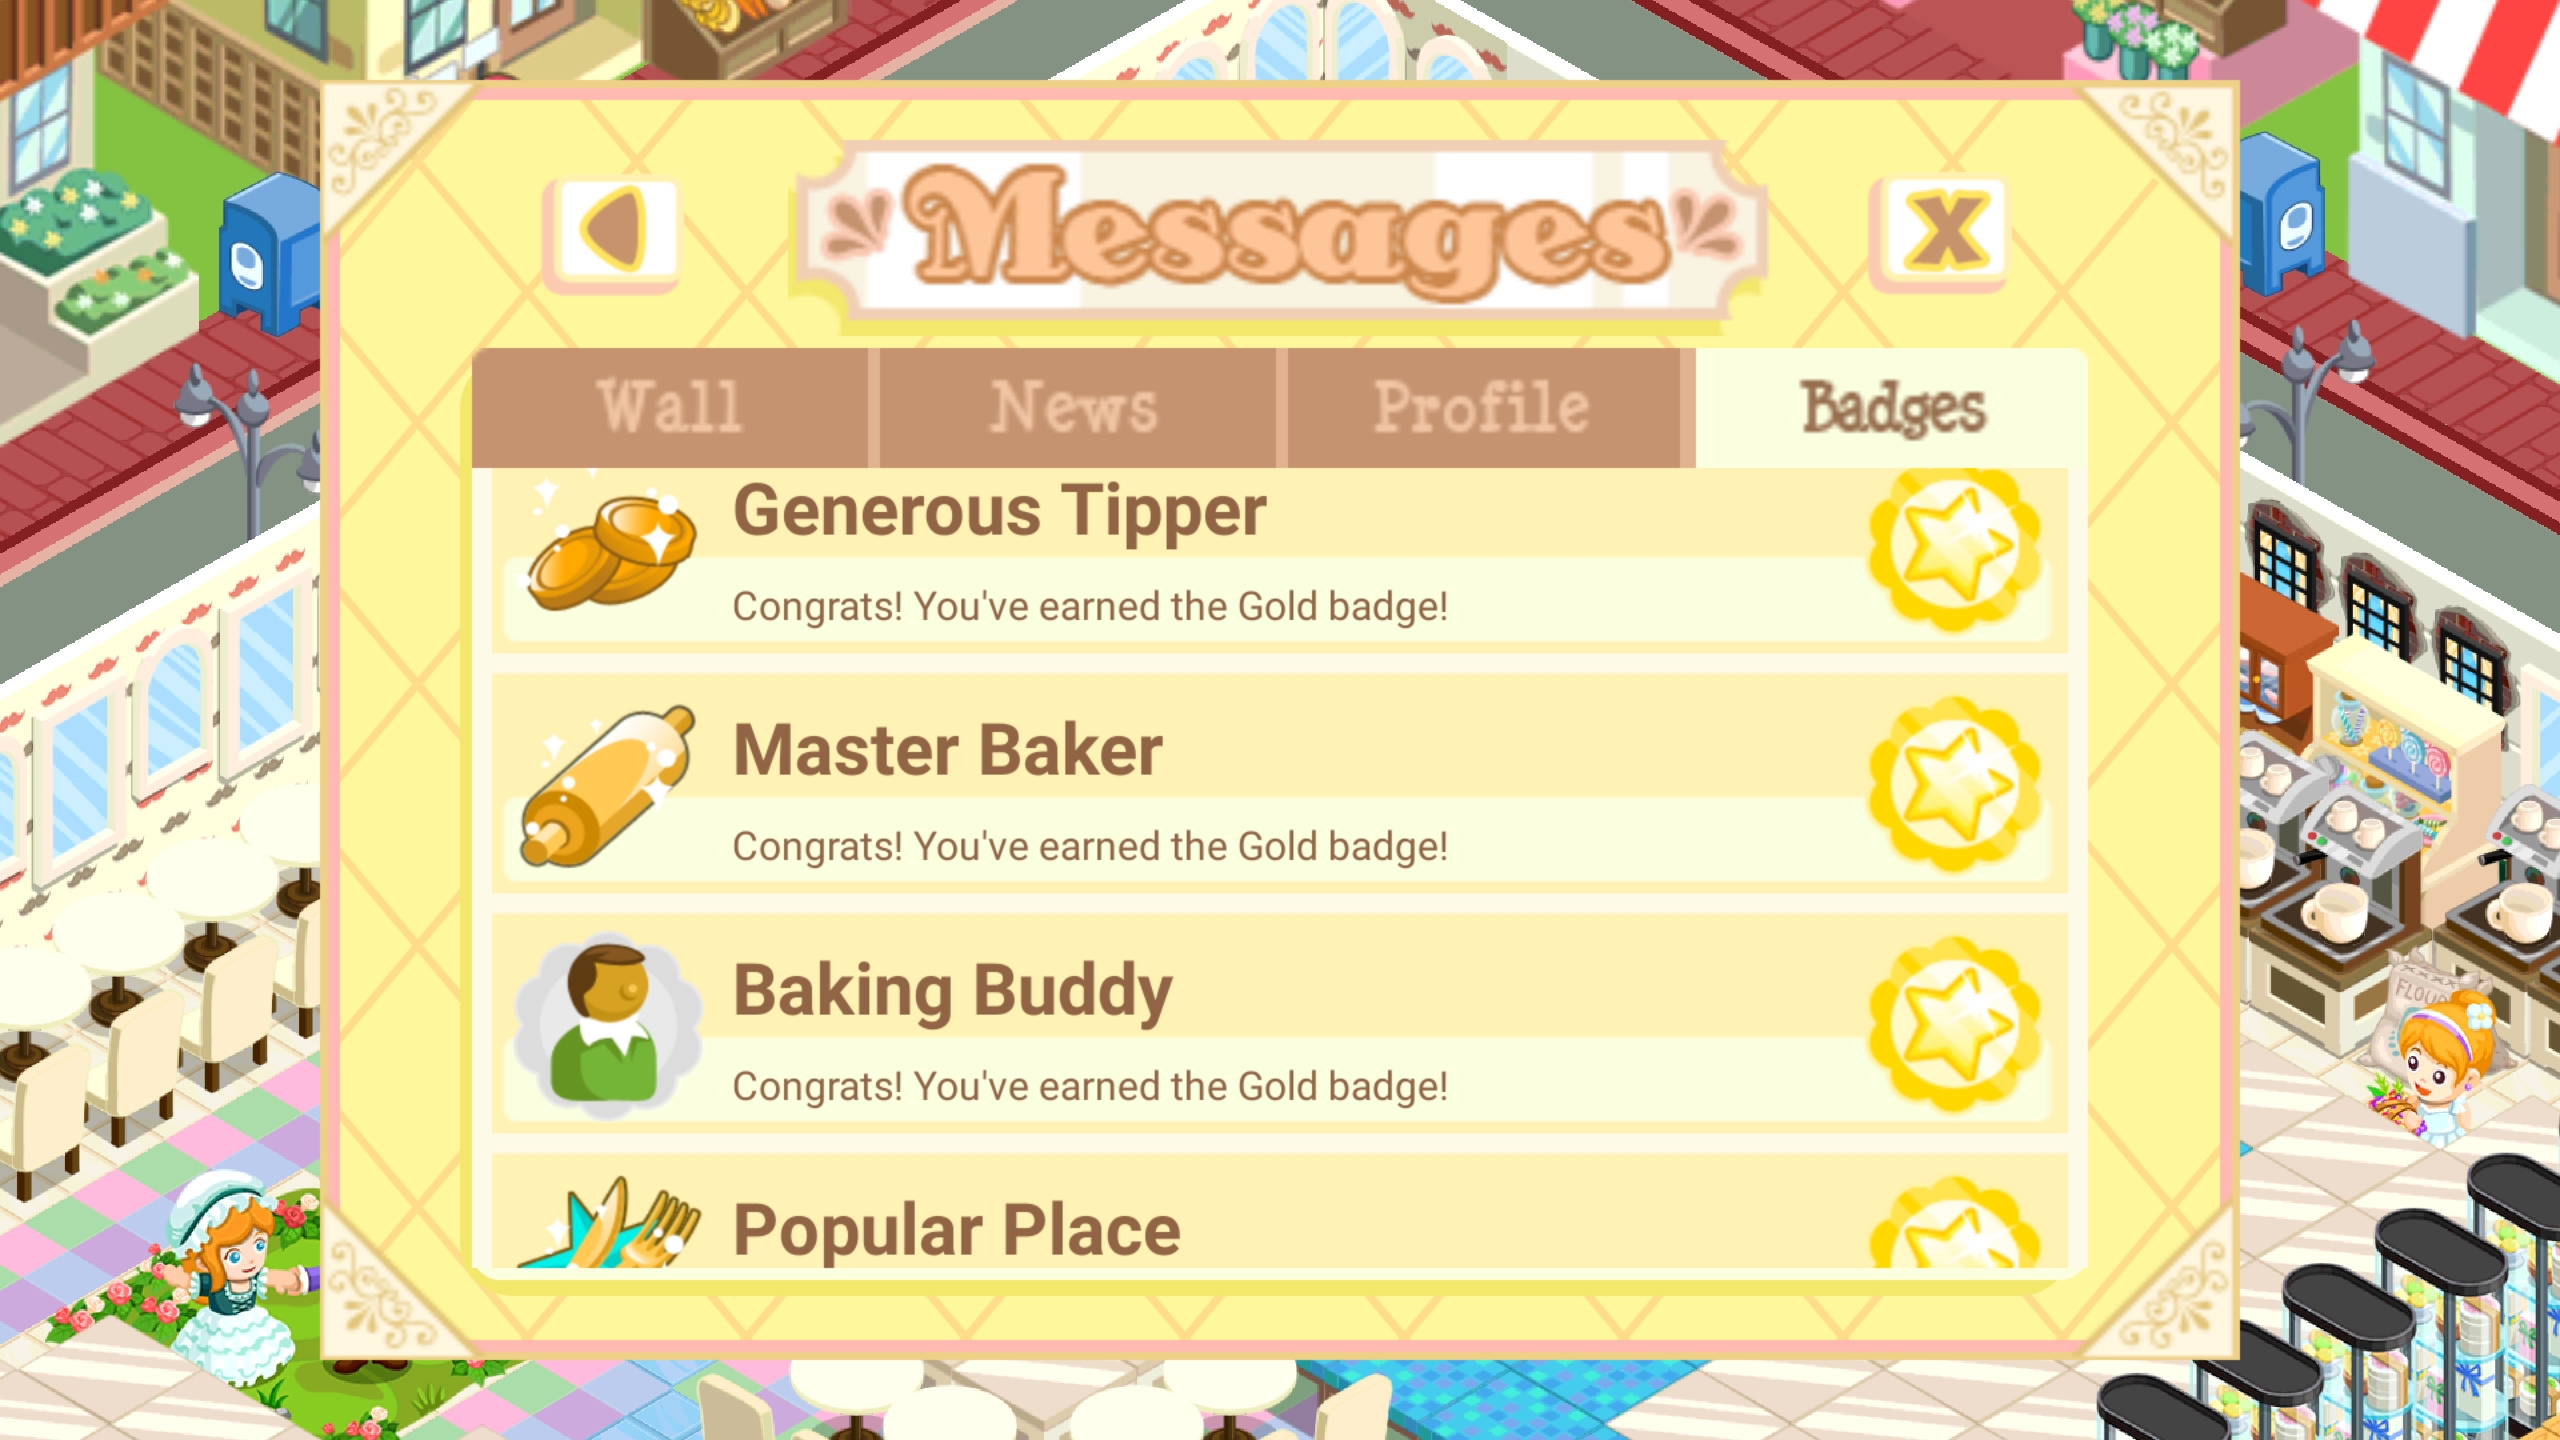 Messages
Wall
News
Profile
Badges
Generous Tipper
Congrats! You've earned the Gold badge!
Master Baker
Congrats! You've earned the Gold badge!
Baking Buddy
Congrats! You've earned the Gold badge!
Popular Place
FLOUR